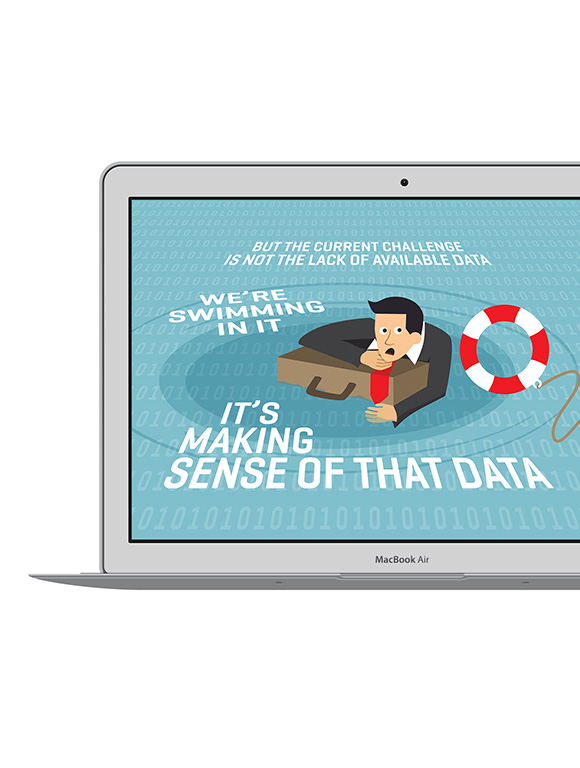 BUT THE CURRENT CHALLENGE
IS NOT THE LACK OF AVAILABLE DATA
WE'RE
SWIMMING
IN IT
IT'S
MAKING
SENSE OF THAT DATA
MacBook Air